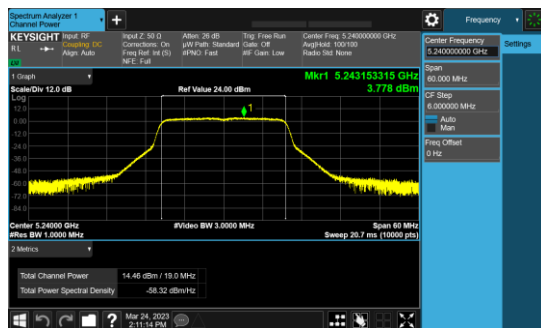 Spectrum Analyzer 1
Channel Power
+
Frequency
KEYSIGHT
RL
Input: RF
Coupling: DC
Align: Auto
Input Z: 50 Ω
Corrections: On
Freq Ref: Int (S)
NFE: Full
Atten: 26 dB
µW Path: Standard
#PNO: Fast
Trig: Free Run
Gate: Off
#IF Gain: Low
Center Freq: 5.240000000 GHz
Avg|Hold: 100/100
Radio Std: None
1 Graph
Scale/Div 12.0 dB
Ref Value 24.00 dBm
Mkr1 5.243153315 GHz
3.778 dBm
Log
12.0
0.00
-12.0
-24.0
-36.0
-48.0
-60.0
-72.0
-84.0
1
Center 5.24000 GHz
#Res BW 1.0000 MHz
#Video BW 3.0000 MHz
Span 60 MHz
Sweep 20.7 ms (10000 pts)
2 Metrics
Total Channel Power
14.46 dBm / 19.0 MHz
Total Power Spectral Density
-58.32 dBm/Hz
Mar 24, 2023
2:11:14 PM
?
Center Frequency
5.240000000 GHz
Span
60.000 MHz
CF Step
6.000000 MHz
Auto
Man
Freq Offset
0 Hz
Settings